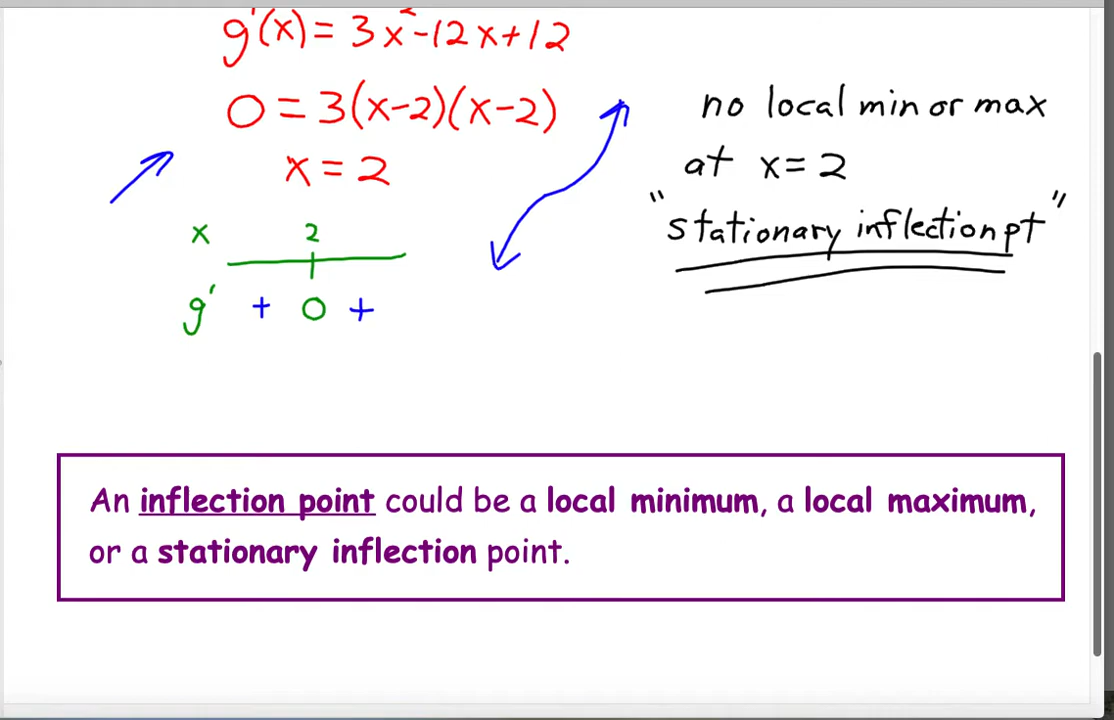 g'(x) = 3x²-12x+12
0 = 3(x-2)(x-2)
x = 2
no local min or max
at x = 2
"stationary inflection pt"
x 2
g' + 0 +
An inflection point could be a local minimum, a local maximum,
or a stationary inflection point.